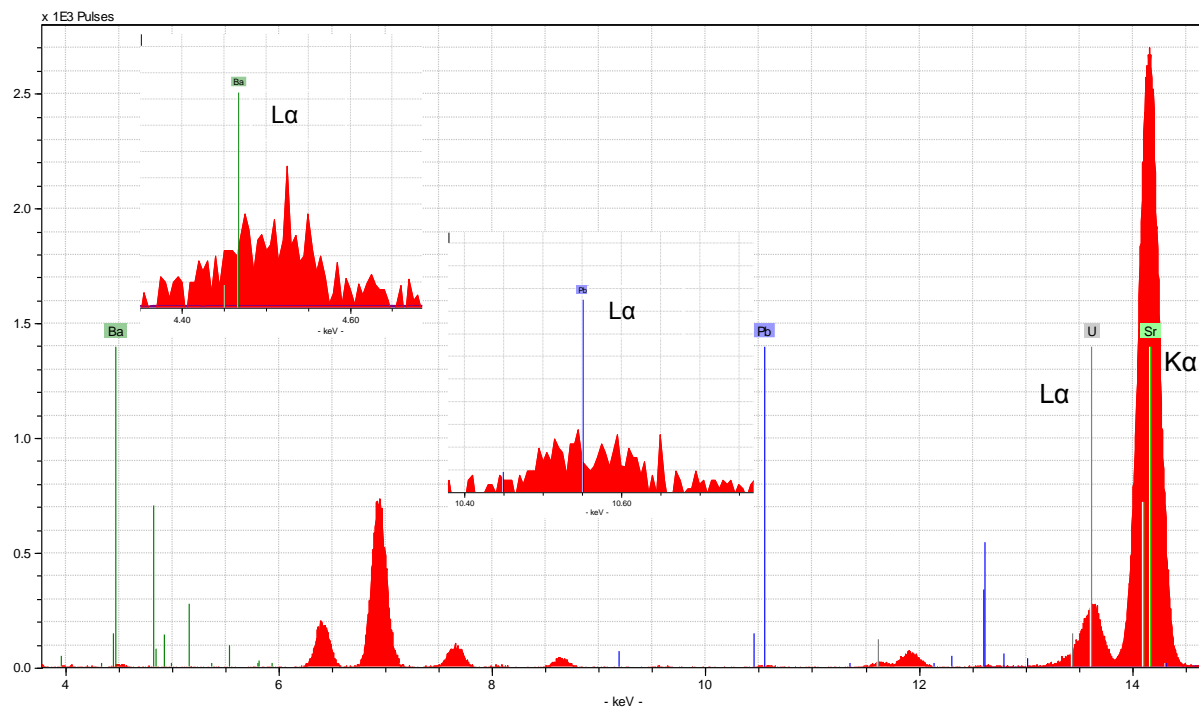 x 1E3 Pulses
2.5
2.0
1.5
1.0
0.5
0.0
4
6
8
10
12
14
- keV -
Ba
Lα
4.40
4.60
- keV -
Pb
Lα
10.40
10.60
- keV -
Ba
Pb
U
Sr
Lα
Kα